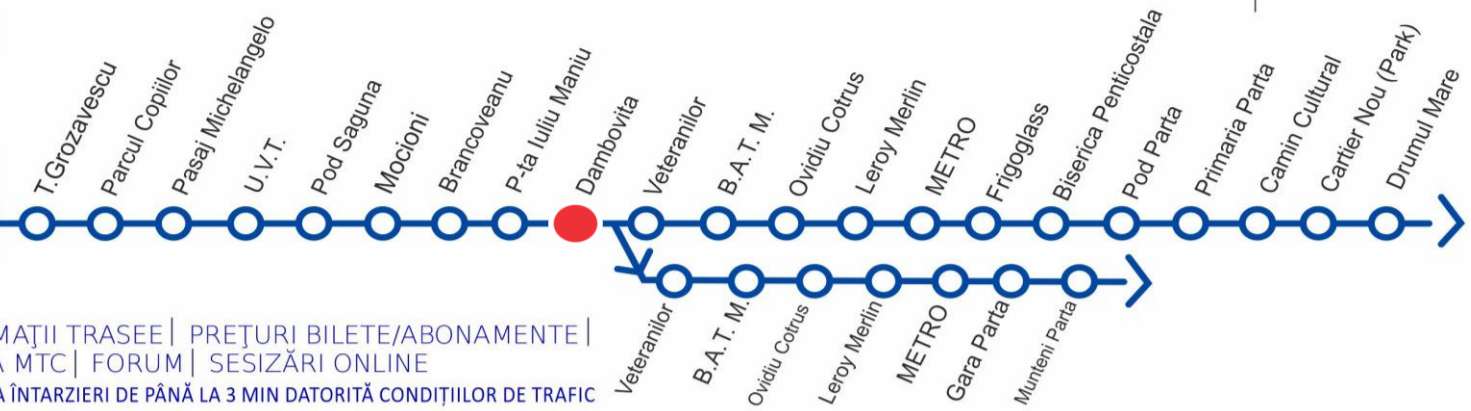 T.Grozavescu
Parcul Copiilor
Pasaj Michelangelo
U.V.T.
Pod Saguna
Mocioni
Brancoveanu
P-ta Iuliu Maniu
Dambovita
Veteranilor
B.A.T. M.
Ovidiu Cotrus
Leroy Merlin
METRO
Frigoglass
Biserica Penticostala
Pod Parta
Primaria Parta
Camin Cultural
Cartier Nou (Park)
Drumul Mare
Veteranilor
B.A.T. M.
Ovidiu Cotrus
Leroy Merlin
METRO
Gara Parta
Munteni Parta
MAŢII TRASEE| PREŢURI BILETE/ABONAMENTE|
A MTC| FORUM| SESIZĂRI ONLINE
A ÎNTARZIERI DE PÂNĂ LA 3 MIN DATORITĂ CONDIȚIILOR DE TRAFIC